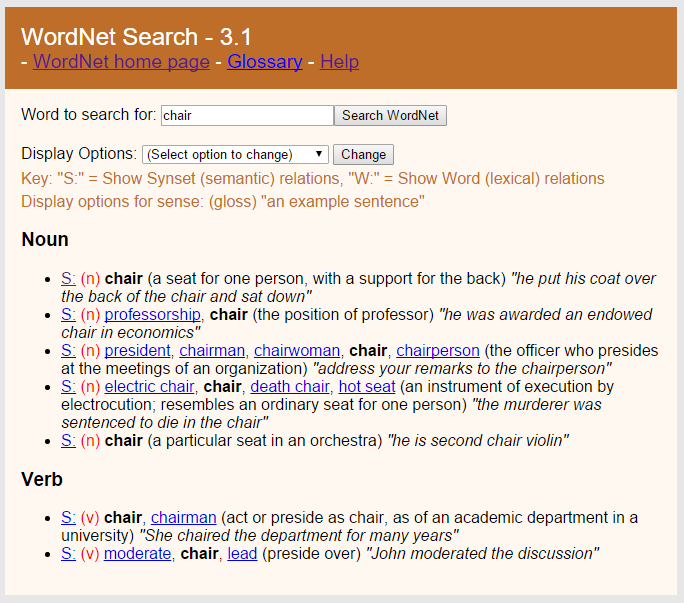 WordNet Search - 3.1
- WordNet home page - Glossary - Help
Word to search for: chair Search WordNet
Display Options: (Select option to change) Change
Key: "S:" = Show Synset (semantic) relations, "W:" = Show Word (lexical) relations
Display options for sense: (gloss) "an example sentence"
Noun
• S: (n) chair (a seat for one person, with a support for the back) "he put his coat over
the back of the chair and sat down"
• S: (n) professorship, chair (the position of professor) "he was awarded an endowed
chair in economics"
• S: (n) president, chairman, chairwoman, chair, chairperson (the officer who presides
at the meetings of an organization) "address your remarks to the chairperson"
• S: (n) electric chair, chair, death chair, hot seat (an instrument of execution by
electrocution; resembles an ordinary seat for one person) "the murderer was
sentenced to die in the chair"
• S: (n) chair (a particular seat in an orchestra) "he is second chair violin"
Verb
• S: (v) chair, chairman (act or preside as chair, as of an academic department in a
university) "She chaired the department for many years"
• S: (v) moderate, chair, lead (preside over) "John moderated the discussion"